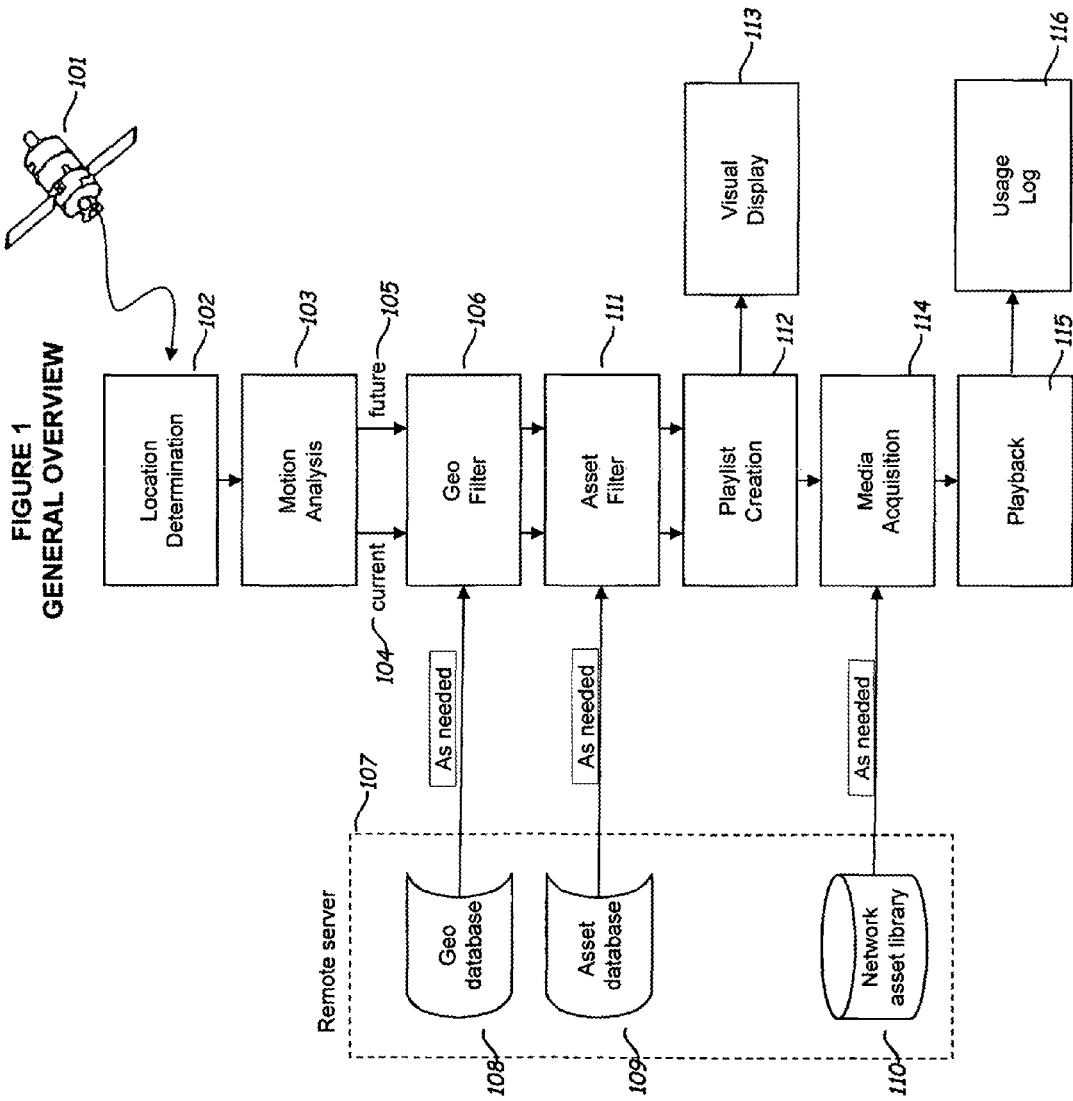 FIGURE 1
GENERAL OVERVIEW
101
Location
Determination
102
Motion
Analysis
103
104
current
future
105
Geo
Filter
106
Remote server
107
Geo
database
108
As needed
Asset
Filter
111
Asset
database
109
As needed
Playlist
Creation
112
Visual
Display
113
Media
Acquisition
114
Network
asset library
110
As needed
Playback
115
Usage
Log
116